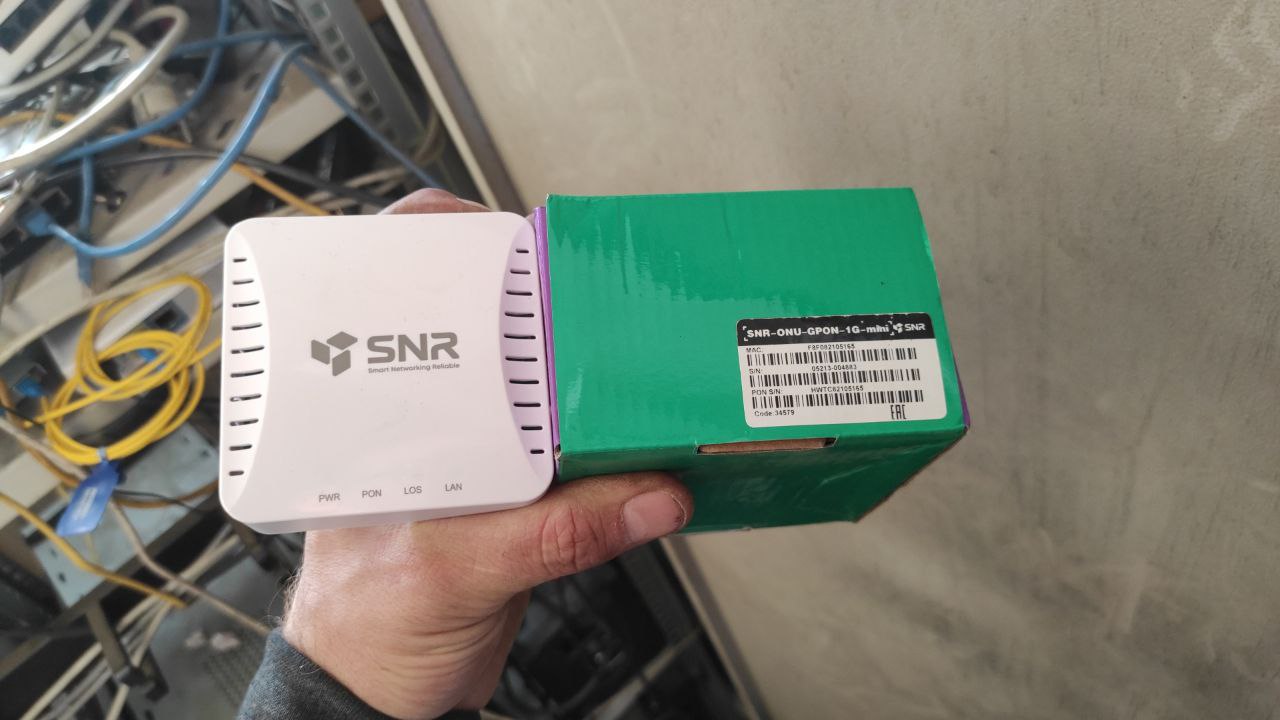 SNR
Smart Networking Reliable
PWR PON LOS LAN
SNR-ONU-GPON-1G-mini SNR
MAC: F8F082105165
S/N: 05213-004883
PON S/N: HWTC82105165
Code: 34579 EAC